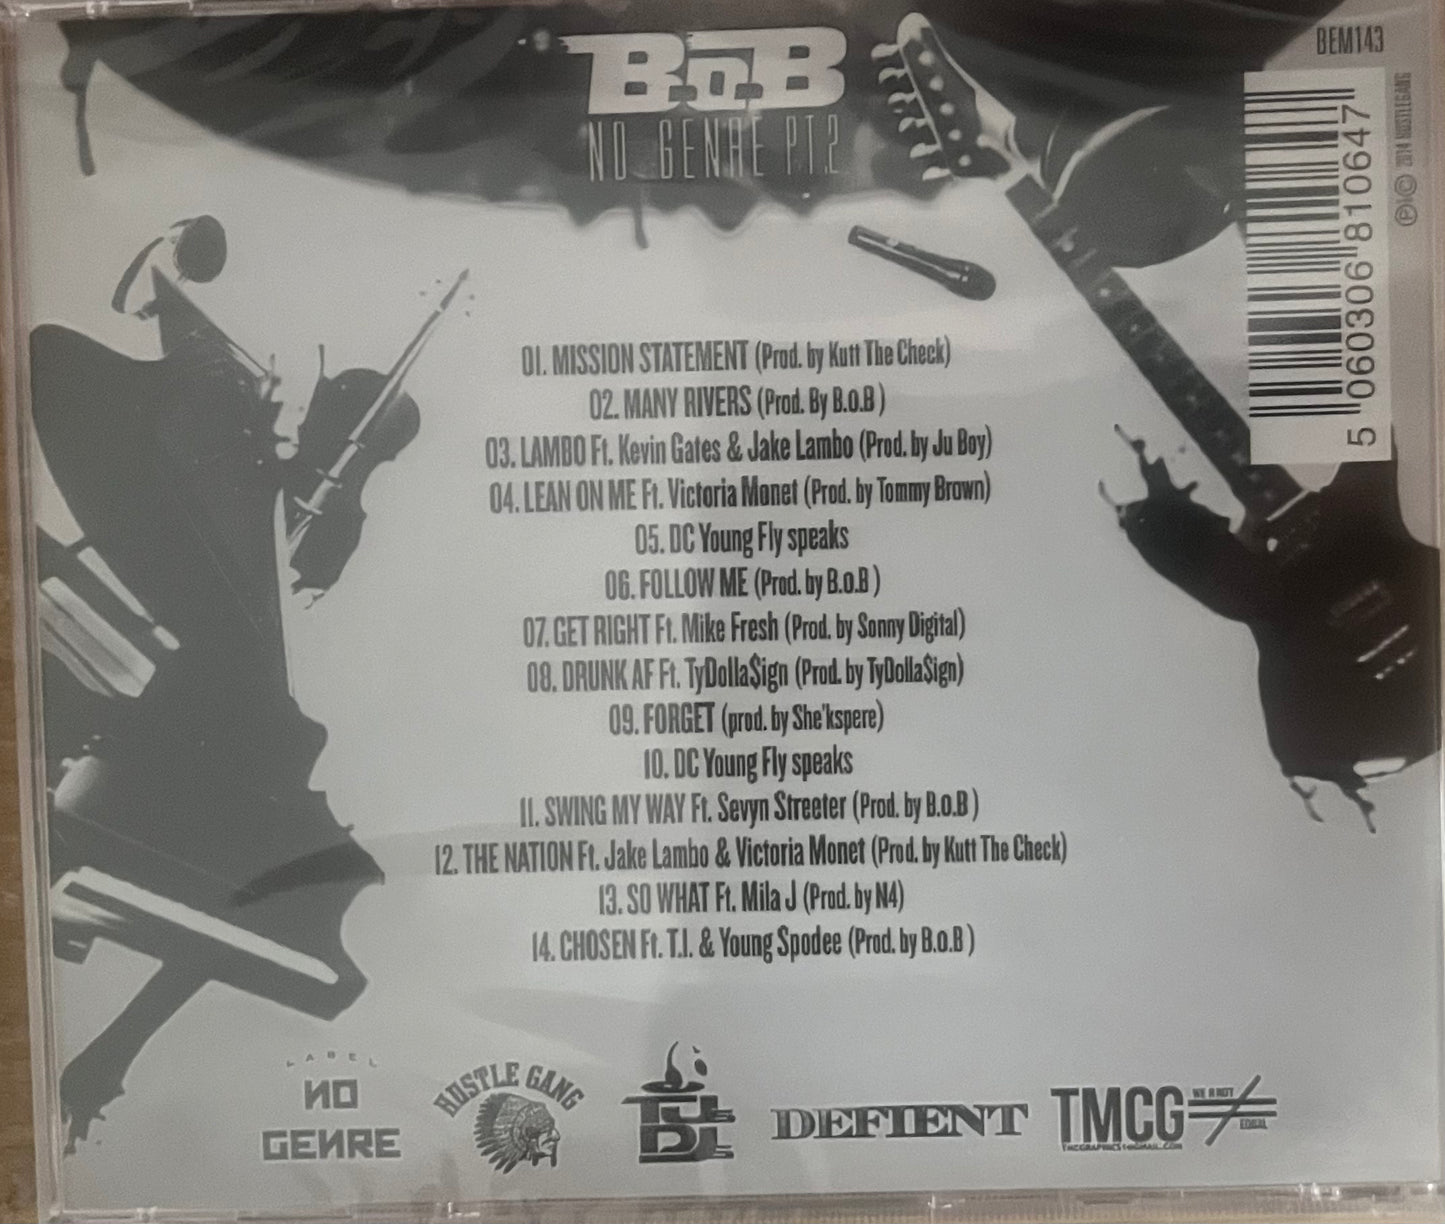 B.o.B
NO GENRE PT.2
BEM143
℗© 2014 HUSTLEGANG
5 060306 810647
01. MISSION STATEMENT (Prod. by Kutt The Check)
02. MANY RIVERS (Prod. By B.o.B )
03. LAMBO Ft. Kevin Gates & Jake Lambo (Prod. by Ju Boy)
04. LEAN ON ME Ft. Victoria Monet (Prod. by Tommy Brown)
05. DC Young Fly speaks
06. FOLLOW ME (Prod. by B.o.B )
07. GET RIGHT Ft. Mike Fresh (Prod. by Sonny Digital)
08. DRUNK AF Ft. TyDolla$ign (Prod. by TyDolla$ign)
09. FORGET (prod. by She'kspere)
10. DC Young Fly speaks
11. SWING MY WAY Ft. Sevyn Streeter (Prod. by B.o.B )
12. THE NATION Ft. Jake Lambo & Victoria Monet (Prod. by Kutt The Check)
13. SO WHAT Ft. Mila J (Prod. by N4)
14. CHOSEN Ft. T.I. & Young Spodee (Prod. by B.o.B )
LABEL
NO
GENRE
HUSTLE GANG
DEFIENT
TMCG
WE R NOT
EQUAL